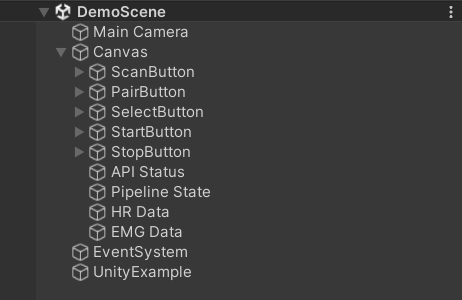 DemoScene
Main Camera
Canvas
ScanButton
PairButton
SelectButton
StartButton
StopButton
API Status
Pipeline State
HR Data
EMG Data
EventSystem
UnityExample